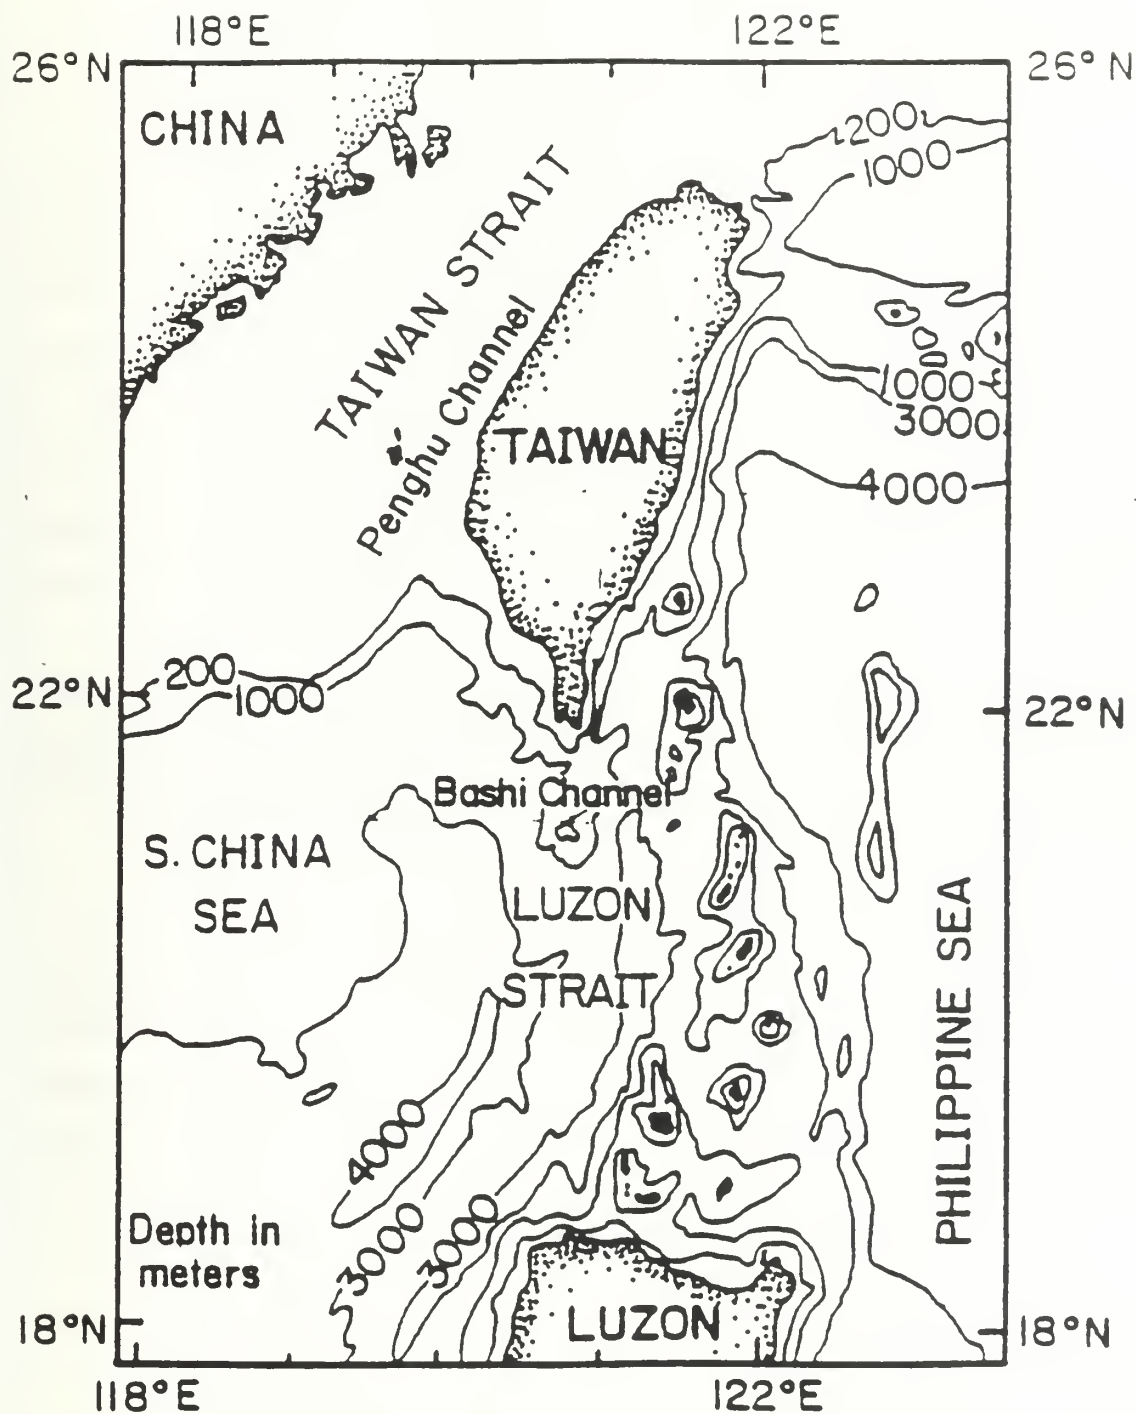 118°E
122°E
26°N
26°N
CHINA
200
1000
TAIWAN STRAIT
Penghu Channel
TAIWAN
1000
3000
4000
200
1000
22°N
22°N
Bashi Channel
S. CHINA
SEA
LUZON
STRAIT
PHILIPPINE SEA
4000
3000
3000
Depth in
meters
LUZON
18°N
18°N
118°E
122°E